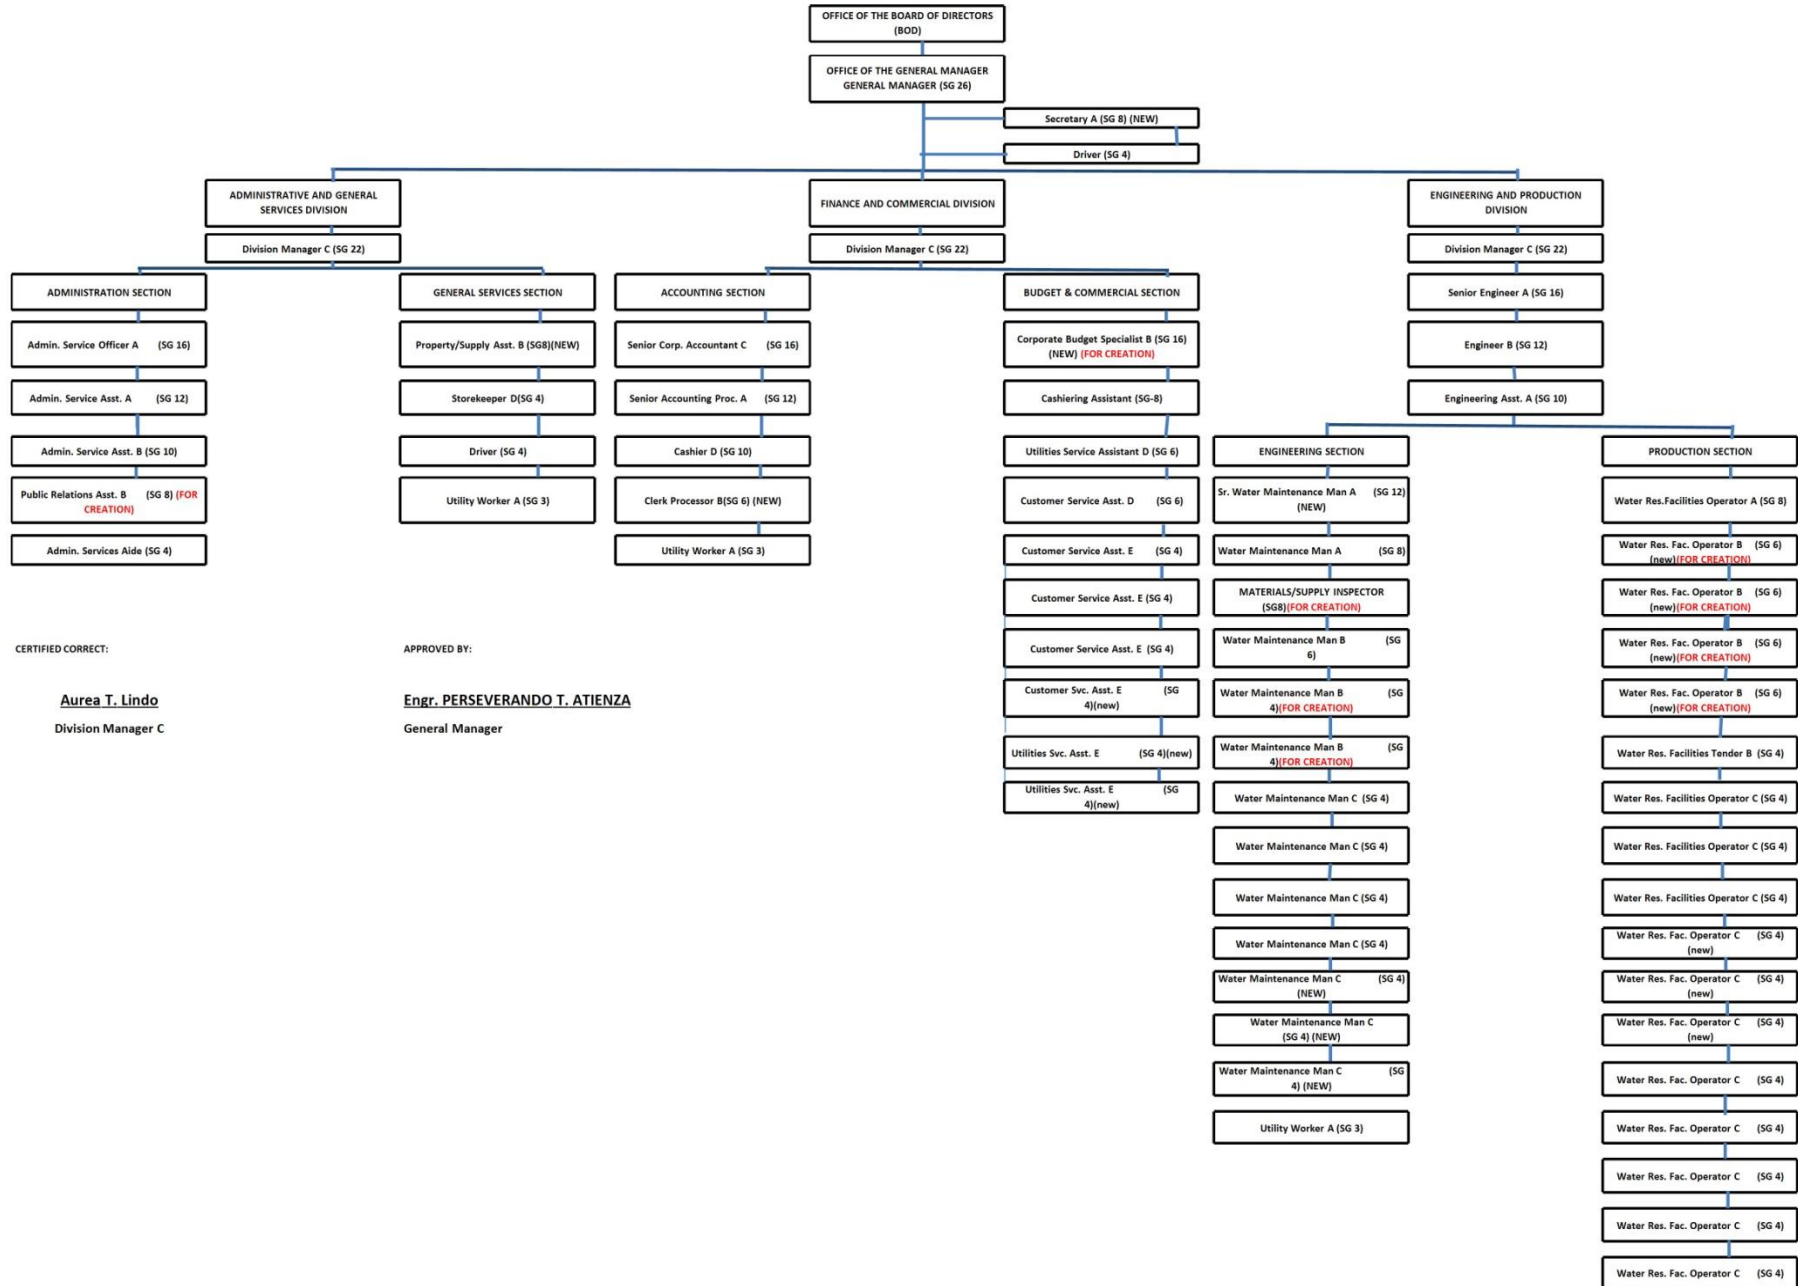 OFFICE OF THE BOARD OF DIRECTORS
(BOD)
OFFICE OF THE GENERAL MANAGER
GENERAL MANAGER (SG 26)
Secretary A (SG 8) (NEW)
Driver (SG 4)
ADMINISTRATIVE AND GENERAL
SERVICES DIVISION
Division Manager C (SG 22)
ADMINISTRATION SECTION
Admin. Service Officer A (SG 16)
Admin. Service Asst. A (SG 12)
Admin. Service Asst. B (SG 10)
Public Relations Asst. B (SG 8) (FOR
CREATION)
Admin. Services Aide (SG 4)
GENERAL SERVICES SECTION
Property/Supply Asst. B (SG8)(NEW)
Storekeeper D(SG 4)
Driver (SG 4)
Utility Worker A (SG 3)
FINANCE AND COMMERCIAL DIVISION
Division Manager C (SG 22)
ACCOUNTING SECTION
Senior Corp. Accountant C (SG 16)
Senior Accounting Proc. A (SG 12)
Cashier D (SG 10)
Clerk Processor B(SG 6) (NEW)
Utility Worker A (SG 3)
BUDGET & COMMERCIAL SECTION
Corporate Budget Specialist B (SG 16)
(NEW) (FOR CREATION)
Cashiering Assistant (SG-8)
Utilities Service Assistant D (SG 6)
Customer Service Asst. D (SG 6)
Customer Service Asst. E (SG 4)
Customer Service Asst. E (SG 4)
Customer Service Asst. E (SG 4)
Customer Svc. Asst. E (SG
4)(new)
Utilities Svc. Asst. E (SG 4)(new)
Utilities Svc. Asst. E (SG
4)(new)
ENGINEERING AND PRODUCTION
DIVISION
Division Manager C (SG 22)
Senior Engineer A (SG 16)
Engineer B (SG 12)
Engineering Asst. A (SG 10)
ENGINEERING SECTION
Sr. Water Maintenance Man A (SG 12)
(NEW)
Water Maintenance Man A (SG 8)
MATERIALS/SUPPLY INSPECTOR
(SG8)(FOR CREATION)
Water Maintenance Man B (SG
6)
Water Maintenance Man B (SG
4)(FOR CREATION)
Water Maintenance Man B (SG
4)(FOR CREATION)
Water Maintenance Man C (SG 4)
Water Maintenance Man C (SG 4)
Water Maintenance Man C (SG 4)
Water Maintenance Man C (SG 4)
Water Maintenance Man C (SG 4)
(NEW)
Water Maintenance Man C
(SG 4) (NEW)
Water Maintenance Man C (SG
4) (NEW)
Utility Worker A (SG 3)
PRODUCTION SECTION
Water Res.Facilities Operator A (SG 8)
Water Res. Fac. Operator B (SG 6)
(new)(FOR CREATION)
Water Res. Fac. Operator B (SG 6)
(new)(FOR CREATION)
Water Res. Fac. Operator B (SG 6)
(new)(FOR CREATION)
Water Res. Fac. Operator B (SG 6)
(new)(FOR CREATION)
Water Res. Facilities Tender B (SG 4)
Water Res. Facilities Operator C (SG 4)
Water Res. Facilities Operator C (SG 4)
Water Res. Facilities Operator C (SG 4)
Water Res. Fac. Operator C (SG 4)
(new)
Water Res. Fac. Operator C (SG 4)
(new)
Water Res. Fac. Operator C (SG 4)
(new)
Water Res. Fac. Operator C (SG 4)
Water Res. Fac. Operator C (SG 4)
Water Res. Fac. Operator C (SG 4)
Water Res. Fac. Operator C (SG 4)
Water Res. Fac. Operator C (SG 4)
CERTIFIED CORRECT:
Aurea T. Lindo
Division Manager C
APPROVED BY:
Engr. PERSEVERANDO T. ATIENZA
General Manager